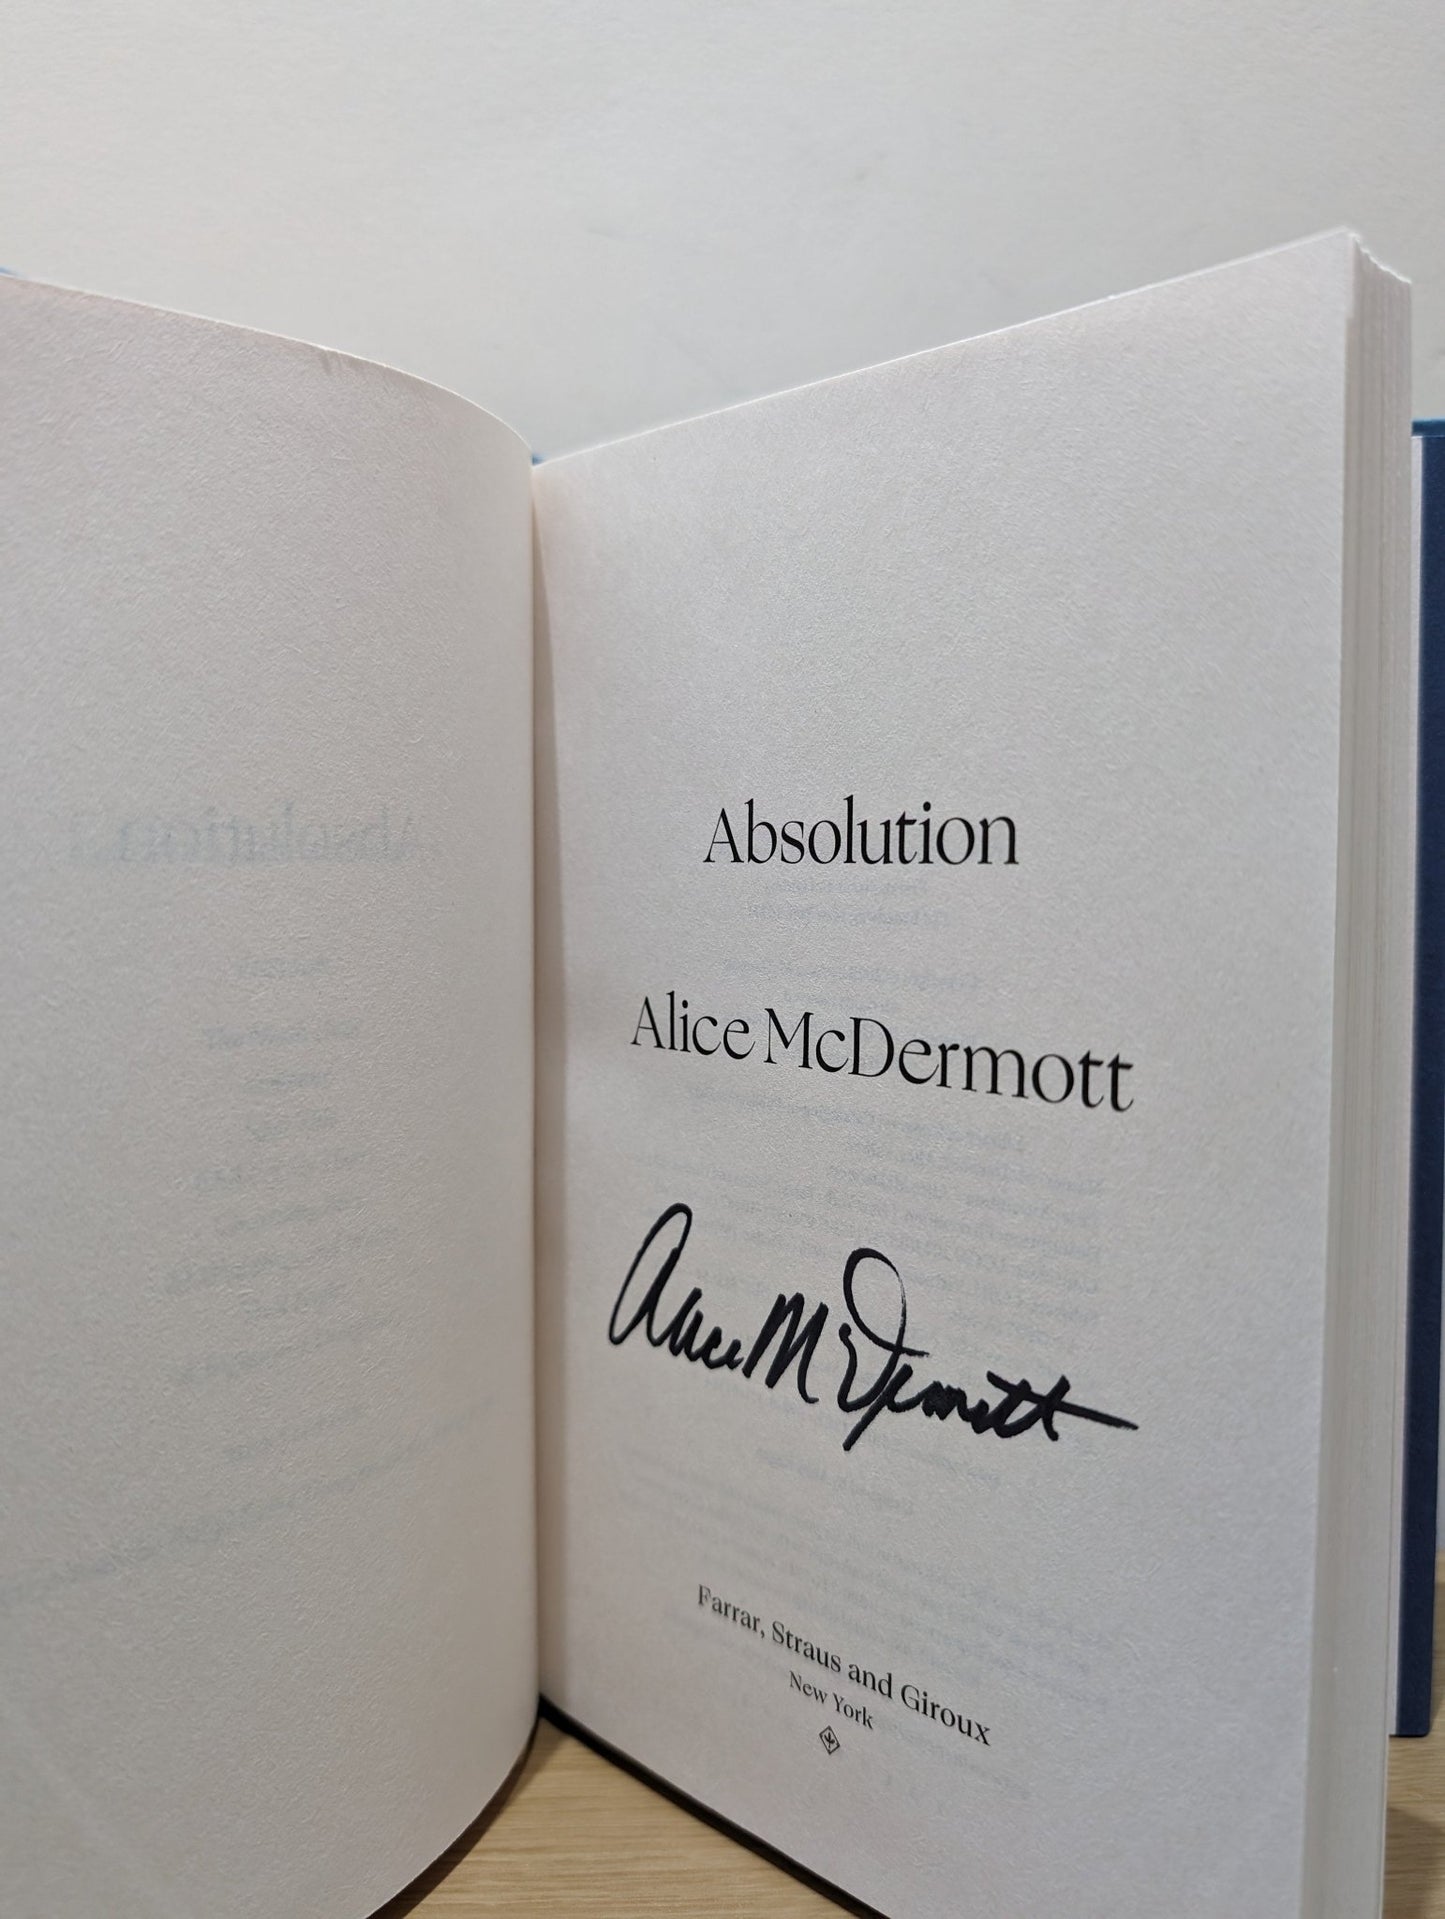 Absolution
Alice McDermott
Alice McDermott
Farrar, Straus and Giroux
New York